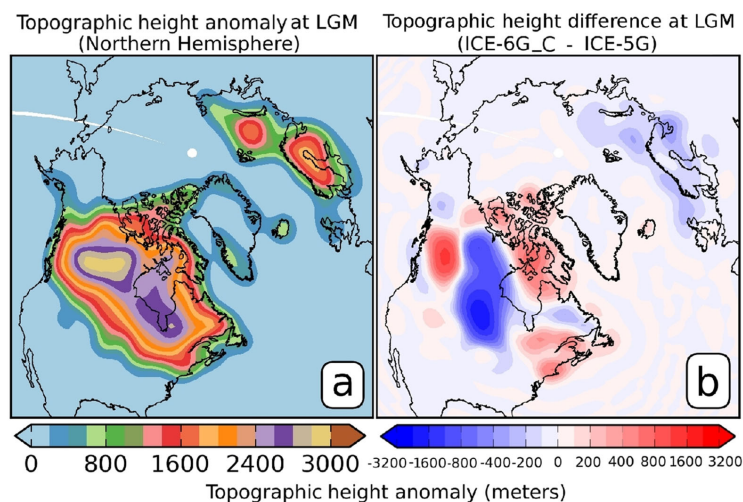 Topographic height anomaly at LGM
(Northern Hemisphere)
Topographic height difference at LGM
(ICE-6G_C - ICE-5G)
a
b
0 800 1600 2400 3000
-3200 -1600 -800 -400 -200 0 200 400 800 1600 3200
Topographic height anomaly (meters)